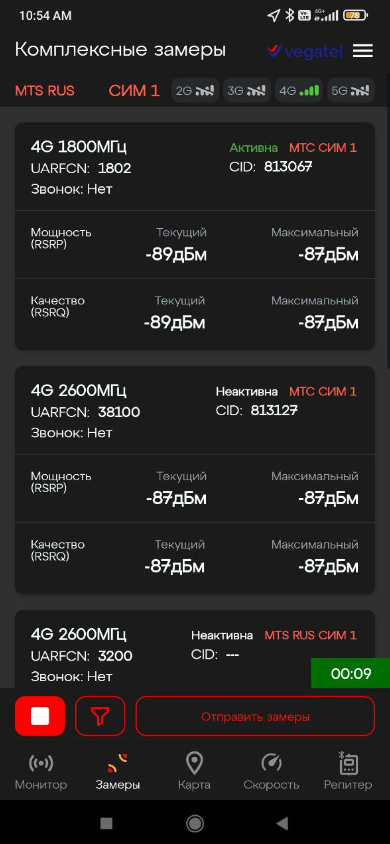 10:54 AM
4G+
78
Комплексные замеры
vegatel
MTS RUS СИМ 1 2G 3G 4G 5G
4G 1800МГц
Активна МТС СИМ 1
UARFCN: 1802
CID: 813067
Звонок: Нет
Мощность (RSRP)
Текущий
-89дБм
Максимальный
-87дБм
Качество (RSRQ)
Текущий
-89дБм
Максимальный
-87дБм
4G 2600МГц
Неактивна МТС СИМ 1
UARFCN: 38100
CID: 813127
Звонок: Нет
Мощность (RSRP)
Текущий
-87дБм
Максимальный
-87дБм
Качество (RSRQ)
Текущий
-87дБм
Максимальный
-87дБм
4G 2600МГц
Неактивна MTS RUS СИМ 1
UARFCN: 3200
CID: ---
Звонок: Нет
00:09
Отправить замеры
Монитор
Замеры
Карта
Скорость
Репитер